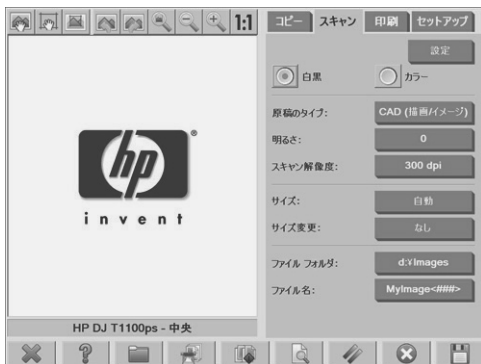 1:1
コピー スキャン 印刷 セットアップ
設定
白黒 カラー
原稿のタイプ: CAD (描画/イメージ)
明るさ: 0
スキャン解像度: 300 dpi
hp
invent
サイズ: 自動
サイズ変更: なし
ファイル フォルダ: d:¥Images
ファイル名: MyImage<###>
HP DJ T1100ps - 中央